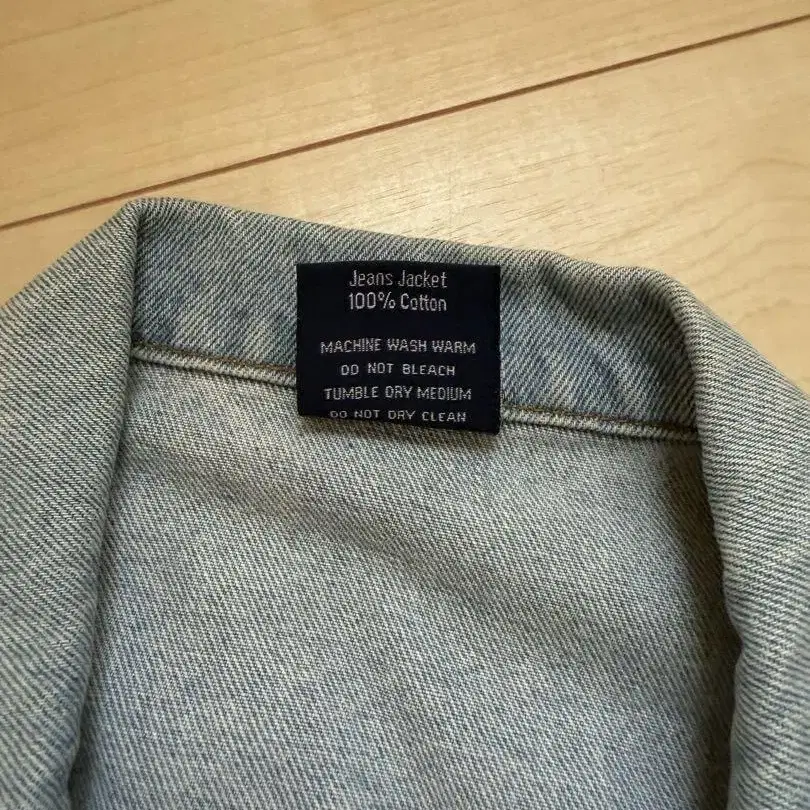 Jeans Jacket
100% Cotton
MACHINE WASH WARM
DO NOT BLEACH
TUMBLE DRY MEDIUM
DO NOT DRY CLEAN